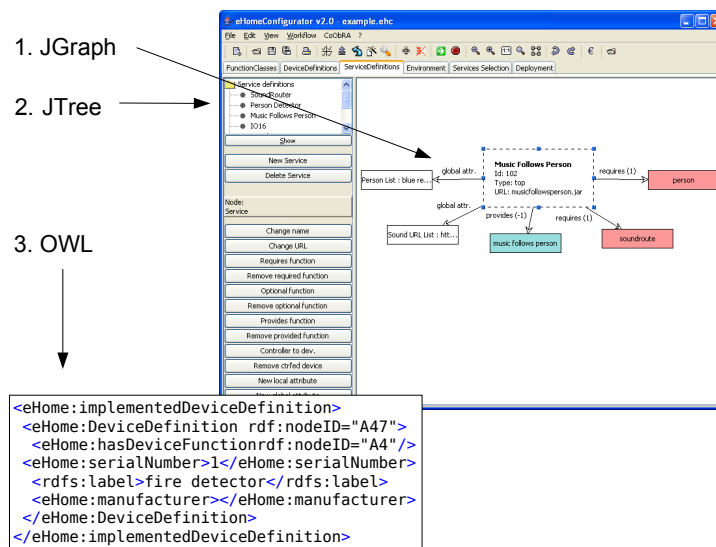 eHomeConfigurator v2.0 - example.ehc
File Edit View Workflow CoObRA ?
FunctionClasses DeviceDefinitions ServiceDefinitions Environment Services Selection Deployment
1. JGraph
2. JTree
3. OWL
Service definitions
SoundRouter
Person Detector
Music Follows Person
IO16
Show
New Service
Delete Service
Node:
Service
Change name
Change URL
Requires function
Remove required function
Optional function
Remove optional function
Provides function
Remove provided function
Controller to dev.
Remove ctrl'ed device
New local attribute
Music Follows Person
Id: 102
Type: top
URL: musicfollowsperson.jar
global attr.
requires (1)
Person List : blue re...
person
global attr.
provides (-1)
requires (1)
Sound URL List : htt...
music follows person
soundroute
<eHome:implementedDeviceDefinition>
<eHome:DeviceDefinition rdf:nodeID="A47">
<eHome:hasDeviceFunctionrdf:nodeID="A4"/>
<eHome:serialNumber>1</eHome:serialNumber>
<rdfs:label>fire detector</rdfs:label>
<eHome:manufacturer></eHome:manufacturer>
</eHome:DeviceDefinition>
</eHome:implementedDeviceDefinition>